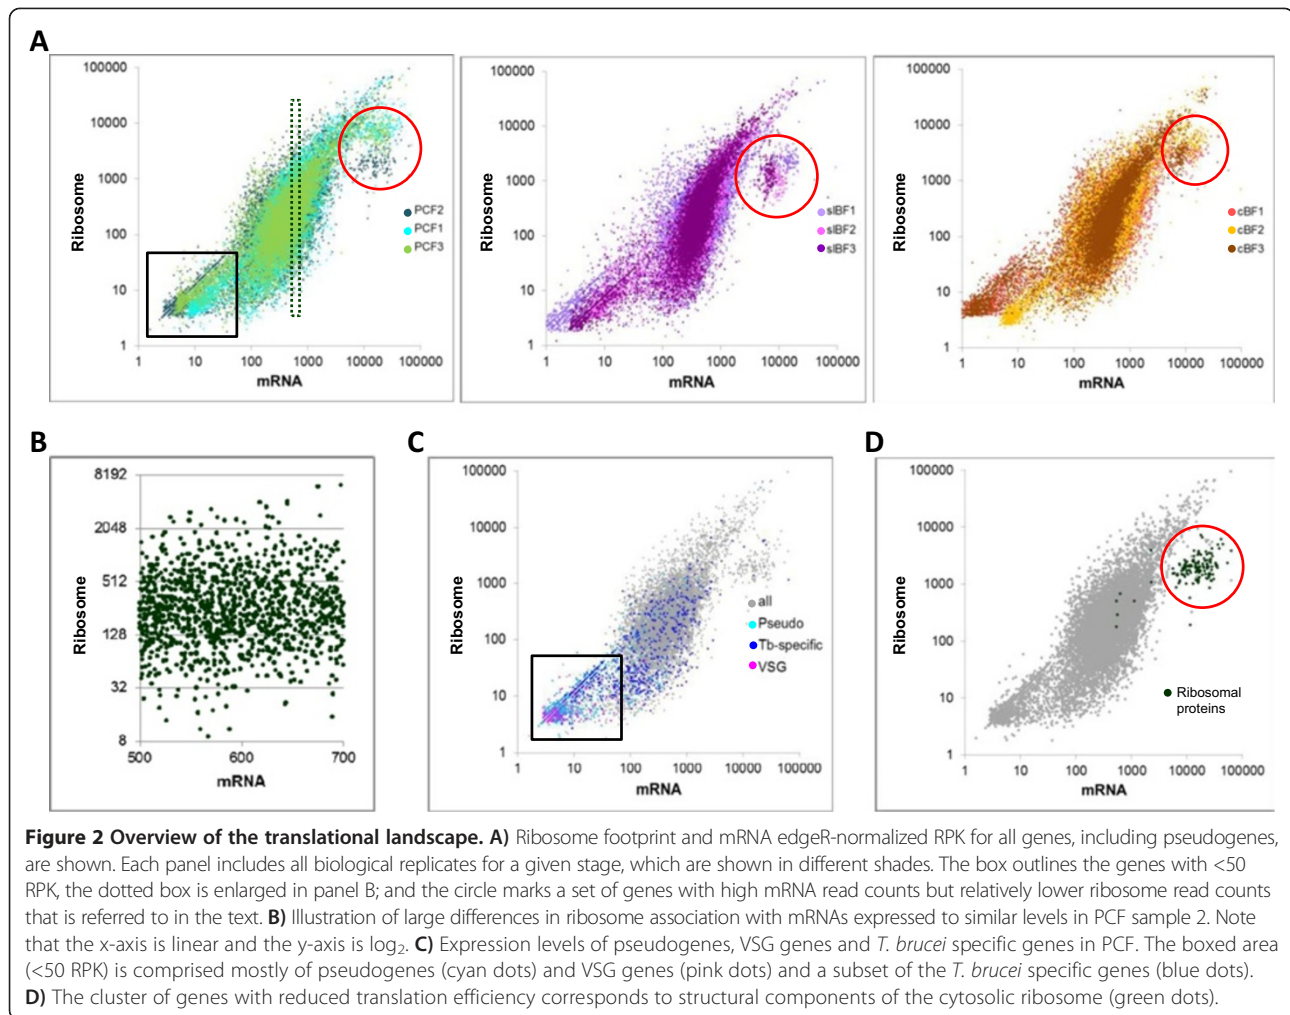 A
100000
10000
1000
100
10
1
Ribosome
1
10
100
1000
10000
100000
mRNA
PCF2
PCF1
PCF3
100000
10000
1000
100
10
1
Ribosome
1
10
100
1000
10000
100000
mRNA
slBF1
slBF2
slBF3
100000
10000
1000
100
10
1
Ribosome
1
10
100
1000
10000
100000
mRNA
cBF1
cBF2
cBF3
B
8192
2048
512
128
32
8
Ribosome
500
600
700
mRNA
C
100000
10000
1000
100
10
1
Ribosome
1
10
100
1000
10000
100000
mRNA
all
Pseudo
Tb-specific
VSG
D
100000
10000
1000
100
10
1
Ribosome
1
10
100
1000
10000
100000
mRNA
Ribosomal
proteins
Figure 2 Overview of the translational landscape. A) Ribosome footprint and mRNA edgeR-normalized RPK for all genes, including pseudogenes,
are shown. Each panel includes all biological replicates for a given stage, which are shown in different shades. The box outlines the genes with <50
RPK, the dotted box is enlarged in panel B; and the circle marks a set of genes with high mRNA read counts but relatively lower ribosome read counts
that is referred to in the text. B) Illustration of large differences in ribosome association with mRNAs expressed to similar levels in PCF sample 2. Note
that the x-axis is linear and the y-axis is log₂. C) Expression levels of pseudogenes, VSG genes and T. brucei specific genes in PCF. The boxed area
(<50 RPK) is comprised mostly of pseudogenes (cyan dots) and VSG genes (pink dots) and a subset of the T. brucei specific genes (blue dots).
D) The cluster of genes with reduced translation efficiency corresponds to structural components of the cytosolic ribosome (green dots).